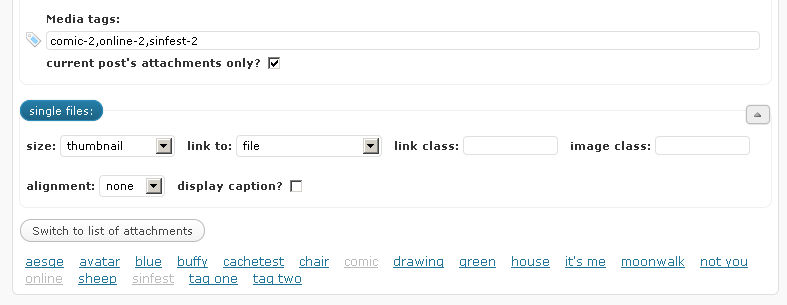 Media tags:
comic-2,online-2,sinfest-2
current post's attachments only?
single files:
size: thumbnail link to: file link class: image class:
alignment: none display caption?
Switch to list of attachments
aesqe avatar blue buffy cachetest chair comic drawing green house it's me moonwalk not you
online sheep sinfest tag one tag two